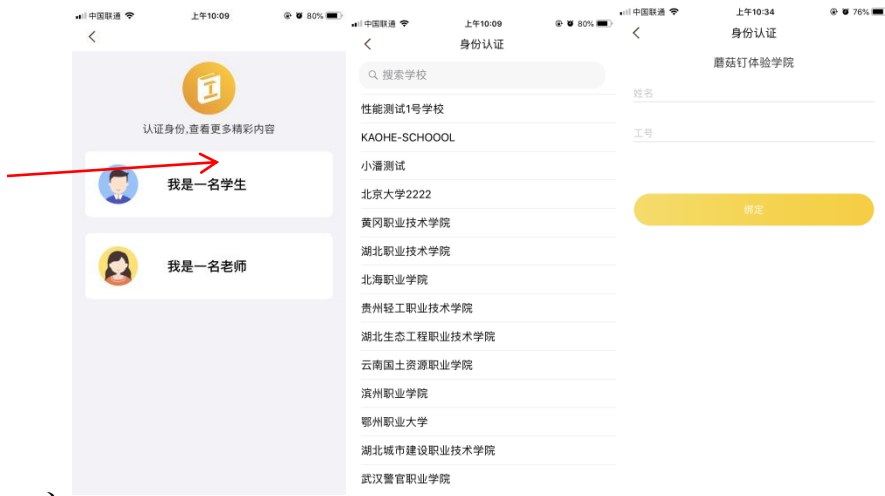 中国联通
上午10:09
80%
认证身份,查看更多精彩内容
我是一名学生
我是一名老师
中国联通
上午10:09
80%
身份认证
搜索学校
性能测试1号学校
KAOHE-SCHOOOL
小潘测试
北京大学2222
黄冈职业技术学院
湖北职业技术学院
北海职业学院
贵州轻工职业技术学院
湖北生态工程职业技术学院
云南国土资源职业学院
滨州职业学院
鄂州职业大学
湖北城市建设职业技术学院
武汉警官职业学院
中国联通
上午10:34
76%
身份认证
蘑菇钉体验学院
姓名
工号
绑定